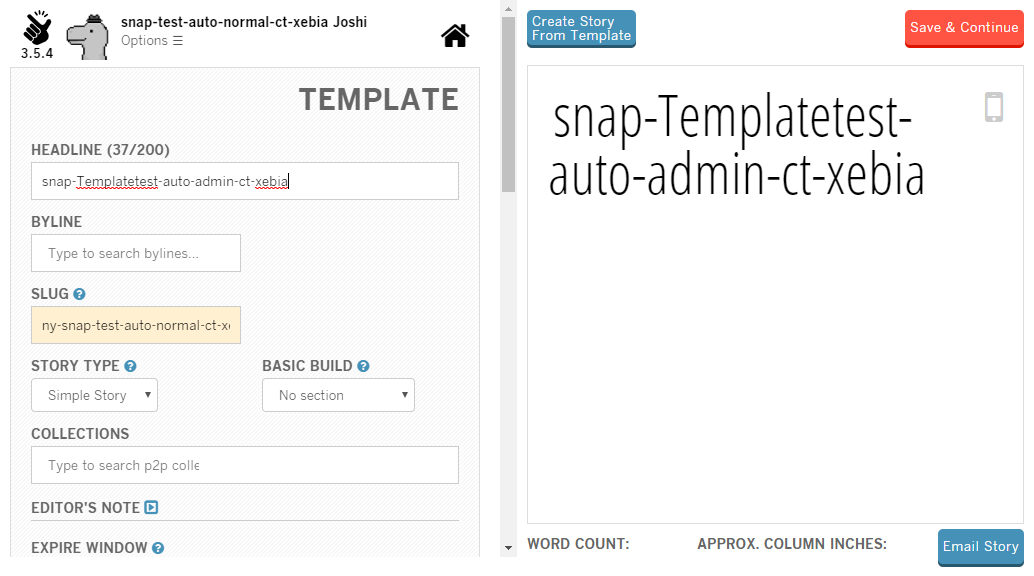 3.5.4
snap-test-auto-normal-ct-xebia Joshi
Options ☰
TEMPLATE
HEADLINE (37/200)
snap-Templatetest-auto-admin-ct-xebia
BYLINE
Type to search bylines...
SLUG
ny-snap-test-auto-normal-ct-x
STORY TYPE
BASIC BUILD
Simple Story
No section
COLLECTIONS
Type to search p2p colle
EDITOR'S NOTE
EXPIRE WINDOW
Create Story
From Template
Save & Continue
snap-Templatetest-
auto-admin-ct-xebia
WORD COUNT:
APPROX. COLUMN INCHES:
Email Story